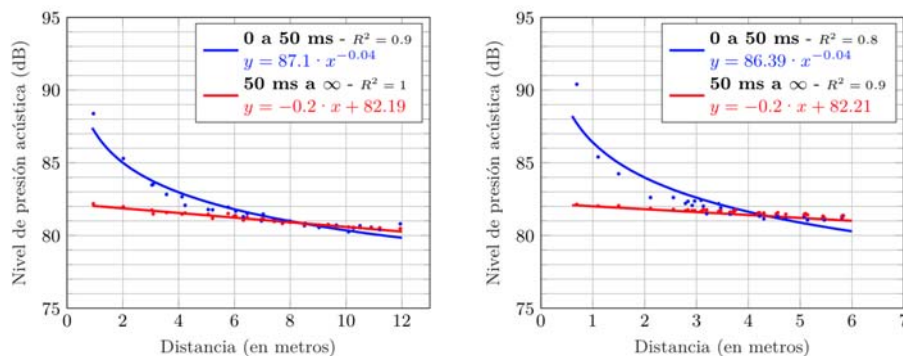 Nivel de presión acústica (dB)
95
90
85
80
75
0 a 50 ms - R² = 0.9
y = 87.1 · x^−0.04
50 ms a ∞ - R² = 1
y = −0.2 · x + 82.19
0 2 4 6 8 10 12
Distancia (en metros)
Nivel de presión acústica (dB)
95
90
85
80
75
0 a 50 ms - R² = 0.8
y = 86.39 · x^−0.04
50 ms a ∞ - R² = 0.9
y = −0.2 · x + 82.21
0 1 2 3 4 5 6 7
Distancia (en metros)